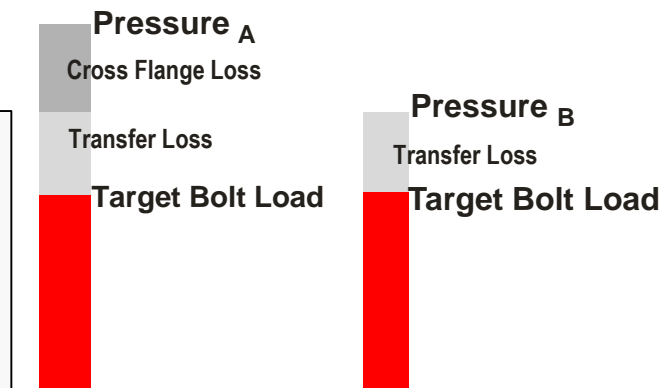 Pressure A
Cross Flange Loss
Transfer Loss
Target Bolt Load
Pressure B
Transfer Loss
Target Bolt Load